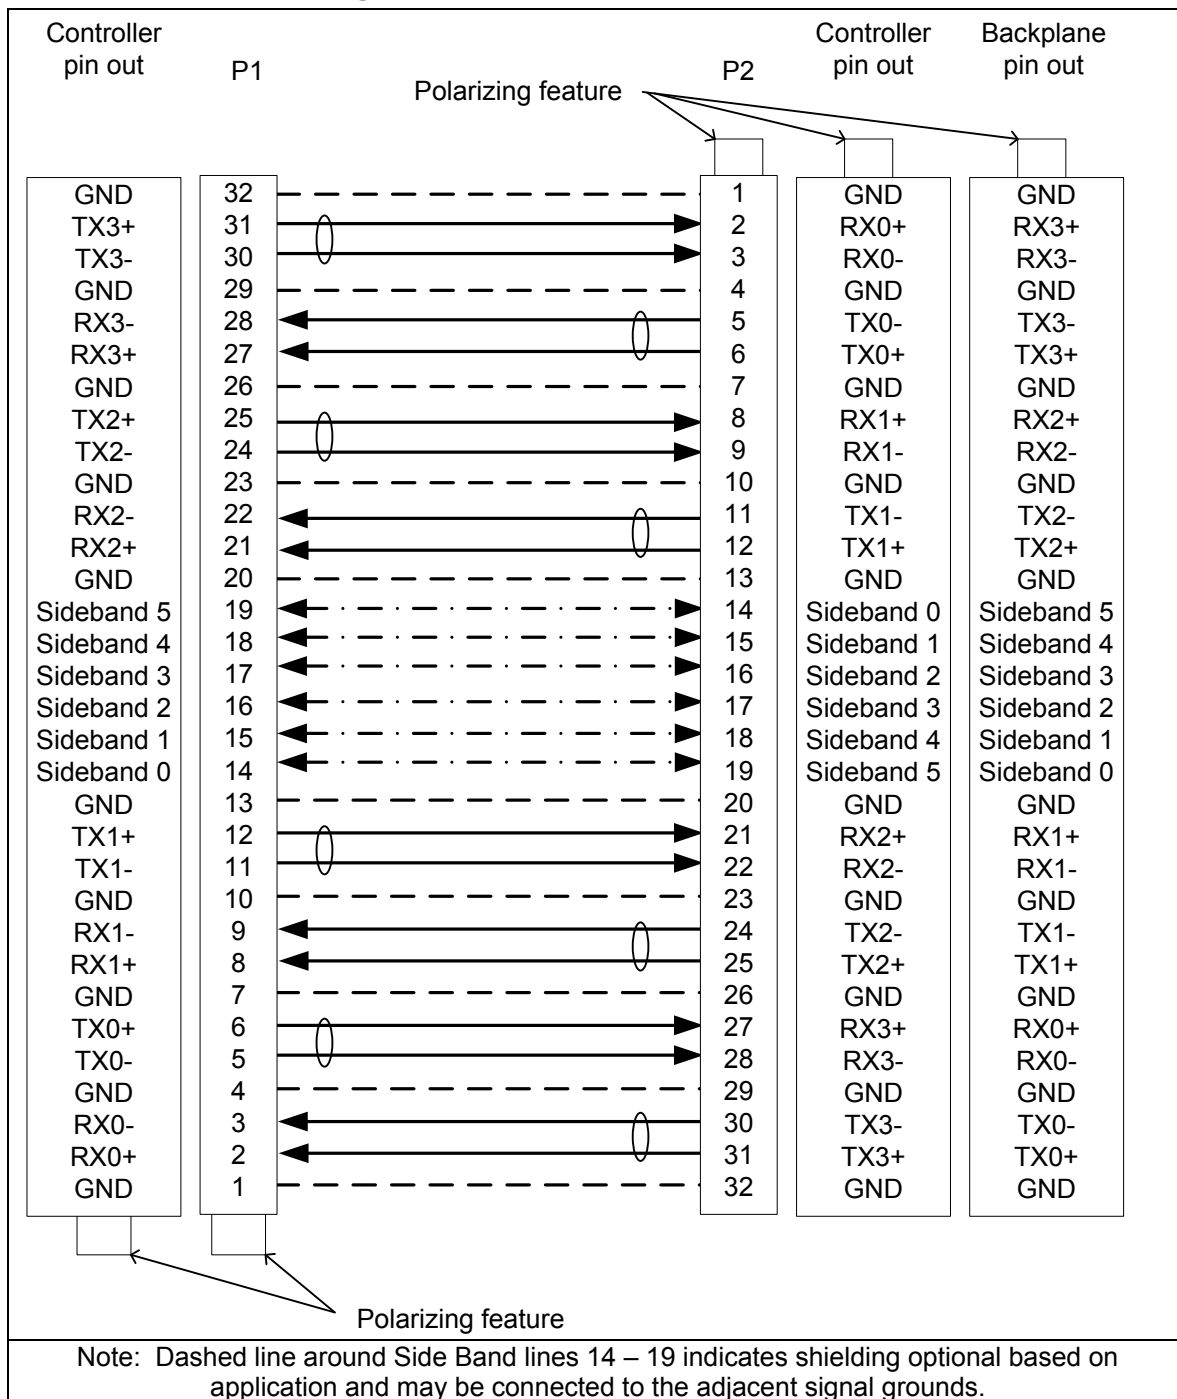 Controller pin out
P1
Polarizing feature
P2
Controller pin out
Backplane pin out
GND 32 1 GND GND
TX3+ 31 2 RX0+ RX3+
TX3- 30 3 RX0- RX3-
GND 29 4 GND GND
RX3- 28 5 TX0- TX3-
RX3+ 27 6 TX0+ TX3+
GND 26 7 GND GND
TX2+ 25 8 RX1+ RX2+
TX2- 24 9 RX1- RX2-
GND 23 10 GND GND
RX2- 22 11 TX1- TX2-
RX2+ 21 12 TX1+ TX2+
GND 20 13 GND GND
Sideband 5 19 14 Sideband 0 Sideband 5
Sideband 4 18 15 Sideband 1 Sideband 4
Sideband 3 17 16 Sideband 2 Sideband 3
Sideband 2 16 17 Sideband 3 Sideband 2
Sideband 1 15 18 Sideband 4 Sideband 1
Sideband 0 14 19 Sideband 5 Sideband 0
GND 13 20 GND GND
TX1+ 12 21 RX2+ RX1+
TX1- 11 22 RX2- RX1-
GND 10 23 GND GND
RX1- 9 24 TX2- TX1-
RX1+ 8 25 TX2+ TX1+
GND 7 26 GND GND
TX0+ 6 27 RX3+ RX0+
TX0- 5 28 RX3- RX0-
GND 4 29 GND GND
RX0- 3 30 TX3- TX0-
RX0+ 2 31 TX3+ TX0+
GND 1 32 GND GND
Polarizing feature
Note: Dashed line around Side Band lines 14 – 19 indicates shielding optional based on
application and may be connected to the adjacent signal grounds.